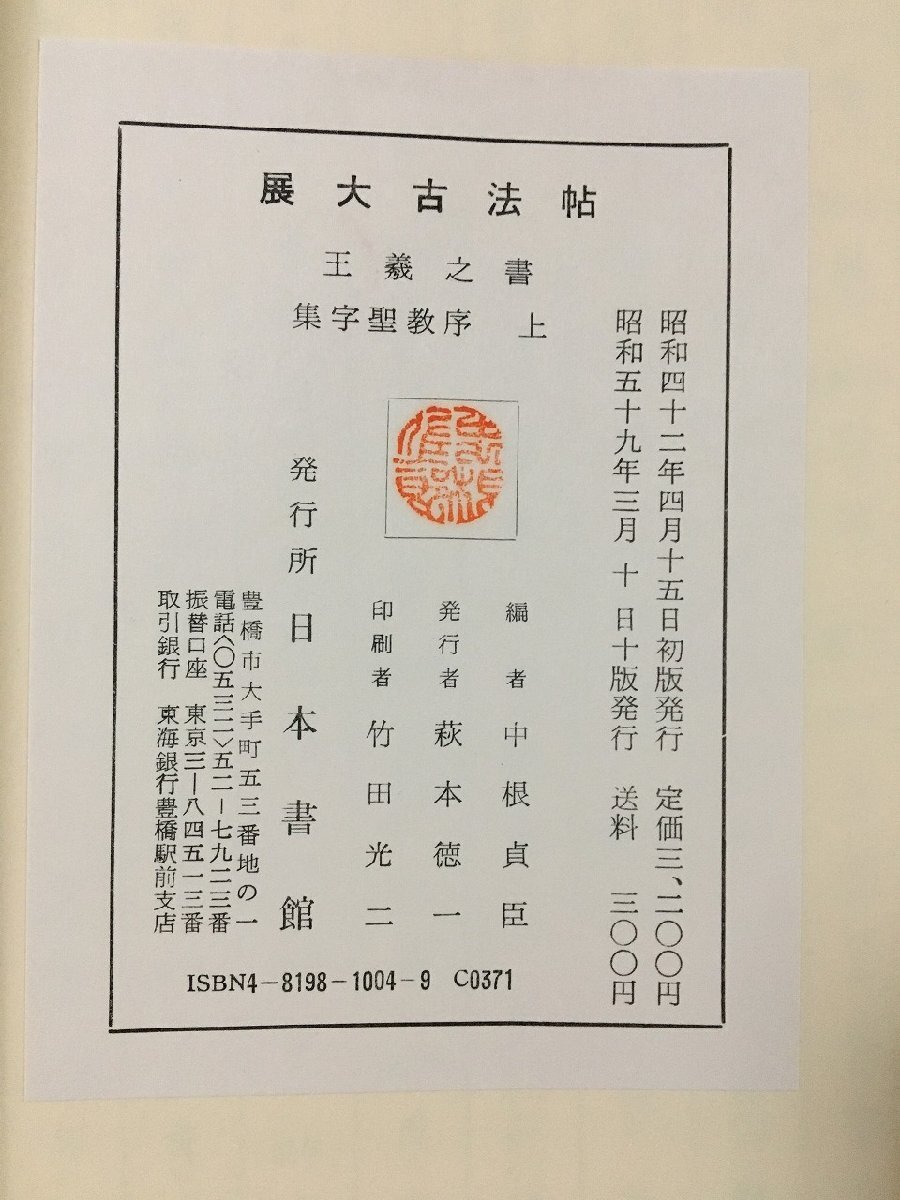 展大古法帖
王羲之書
集字聖教序 上
昭和四十二年四月十五日初版発行 定価三、二〇〇円
昭和五十九年三月十日十版発行 送料 三〇〇円
編者 中根貞臣
発行者 萩本徳一
印刷者 竹田光二
発行所 日本書館
豊橋市大手町五三番地の一
電話〈〇五三二〉五二-七九二三番
振替口座 東京三-八四五一三番
取引銀行 東海銀行豊橋駅前支店
ISBN4-8198-1004-9 C0371